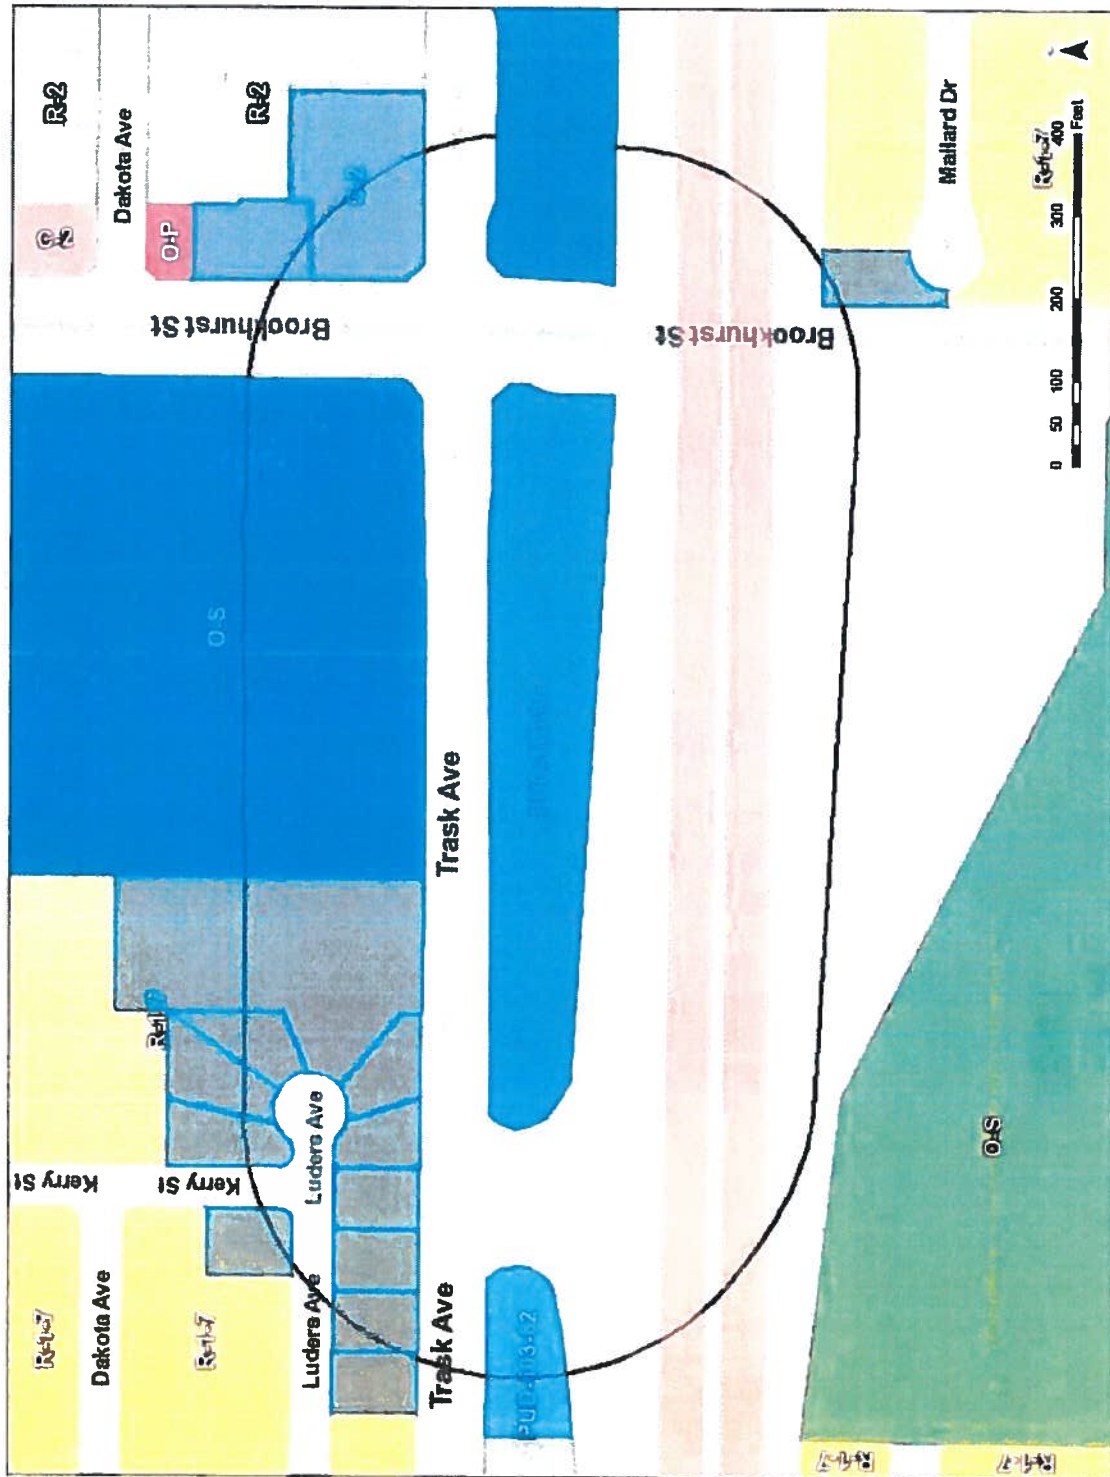 R-2
Dakota Ave
R-2
C-2
O-P
Brookhurst St
Brookhurst St
Mallard Dr
R-1-7
0 50 100 200 300 400
Feet
O-S
Trask Ave
Kerry St
Kerry St
Luders Ave
Dakota Ave
R-1-7
R-1-7
Luders Ave
Trask Ave
O-S
R-1-7
R-1-7